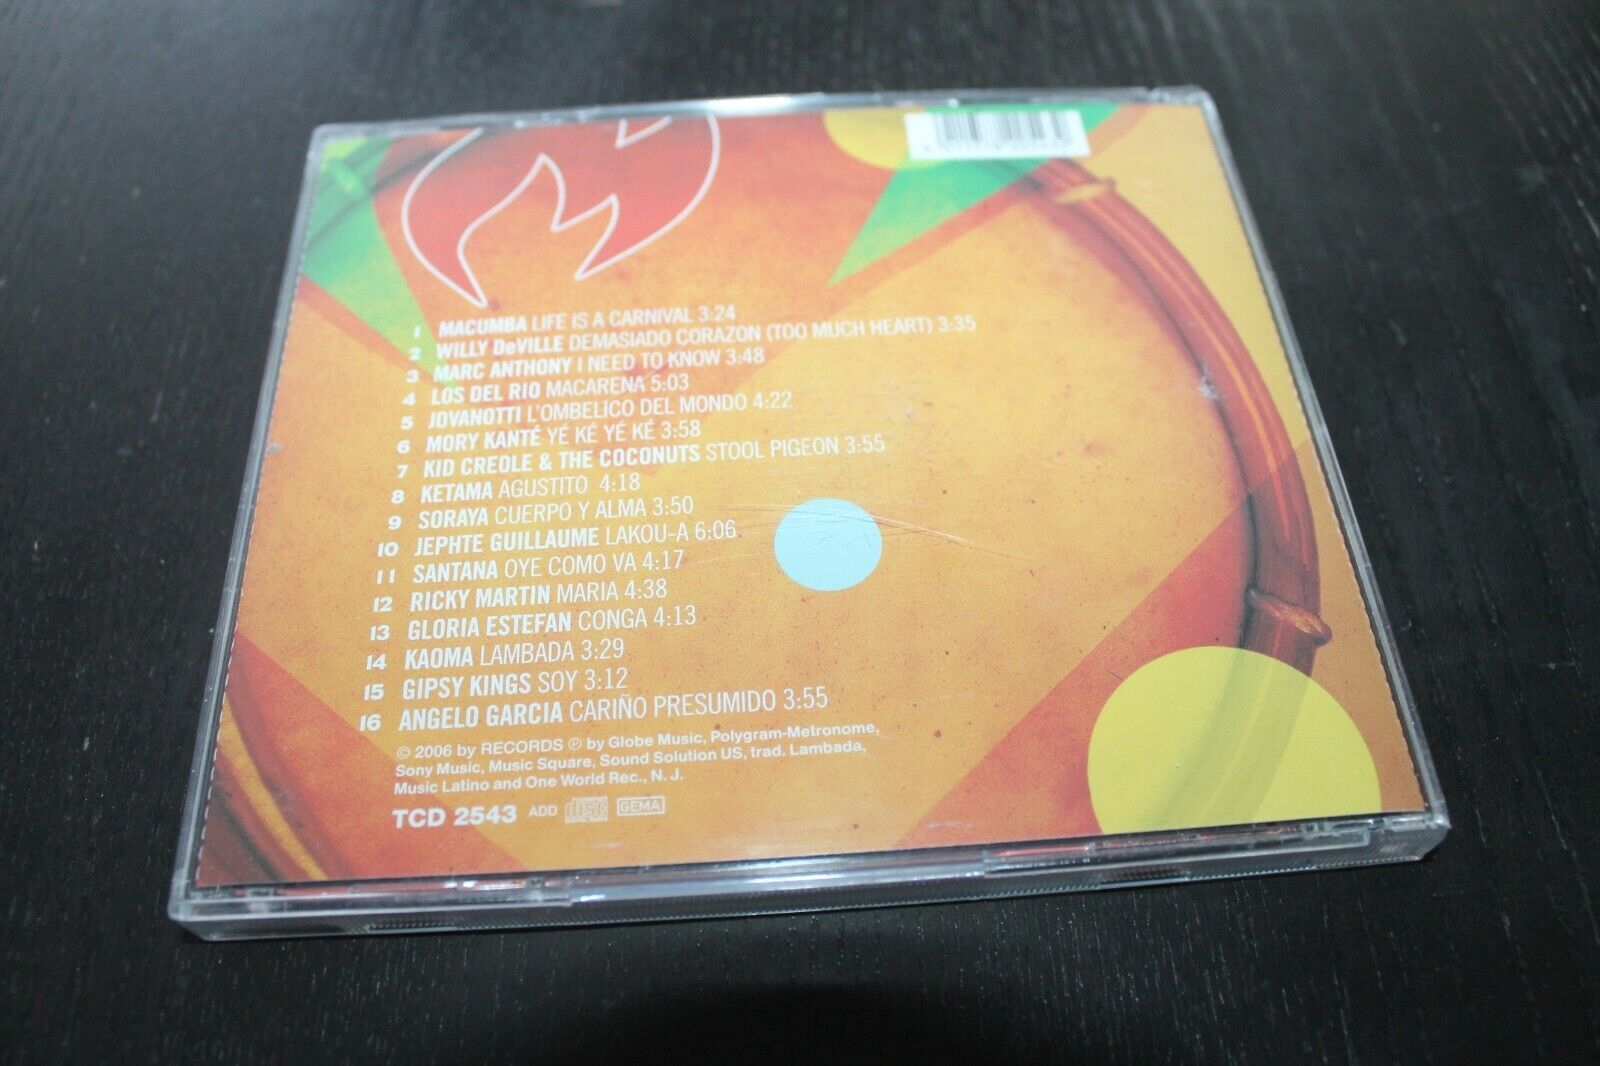 1 MACUMBA LIFE IS A CARNIVAL 3:24
2 WILLY DeVILLE DEMASIADO CORAZON (TOO MUCH HEART) 3:35
3 MARC ANTHONY I NEED TO KNOW 3:48
4 LOS DEL RIO MACARENA 5:03
5 JOVANOTTI L'OMBELICO DEL MONDO 4:22
6 MORY KANTÉ YÉ KÉ YÉ KÉ 3:58
7 KID CREOLE & THE COCONUTS STOOL PIGEON 3:55
8 KETAMA AGUSTITO 4:18
9 SORAYA CUERPO Y ALMA 3:50
10 JEPHTE GUILLAUME LAKOU-A 6:06
11 SANTANA OYE COMO VA 4:17
12 RICKY MARTIN MARIA 4:38
13 GLORIA ESTEFAN CONGA 4:13
14 KAOMA LAMBADA 3:29
15 GIPSY KINGS SOY 3:12
16 ANGELO GARCIA CARIÑO PRESUMIDO 3:55
© 2006 by RECORDS ℗ by Globe Music, Polygram-Metronome,
Sony Music, Music Square, Sound Solution US, trad. Lambada,
Music Latino and One World Rec., N. J.
TCD 2543 ADD COMPACT disc DIGITAL AUDIO GEMA